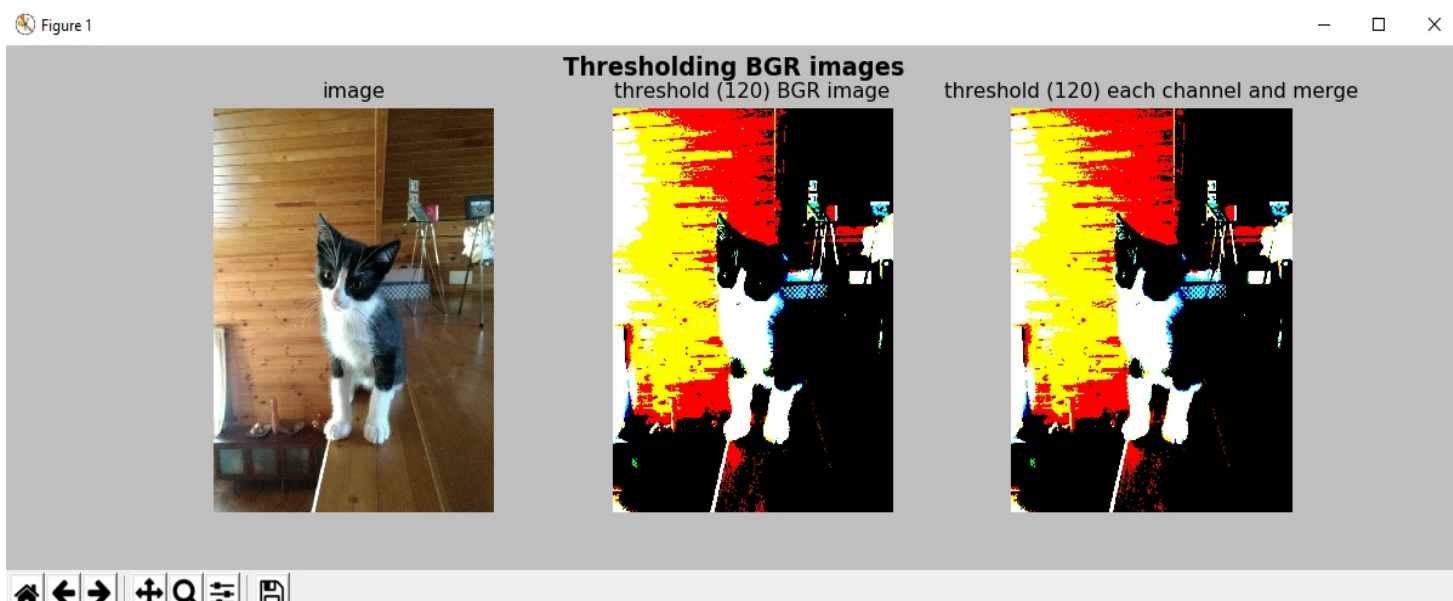 Figure 1
Thresholding BGR images
image
threshold (120) BGR image
threshold (120) each channel and merge